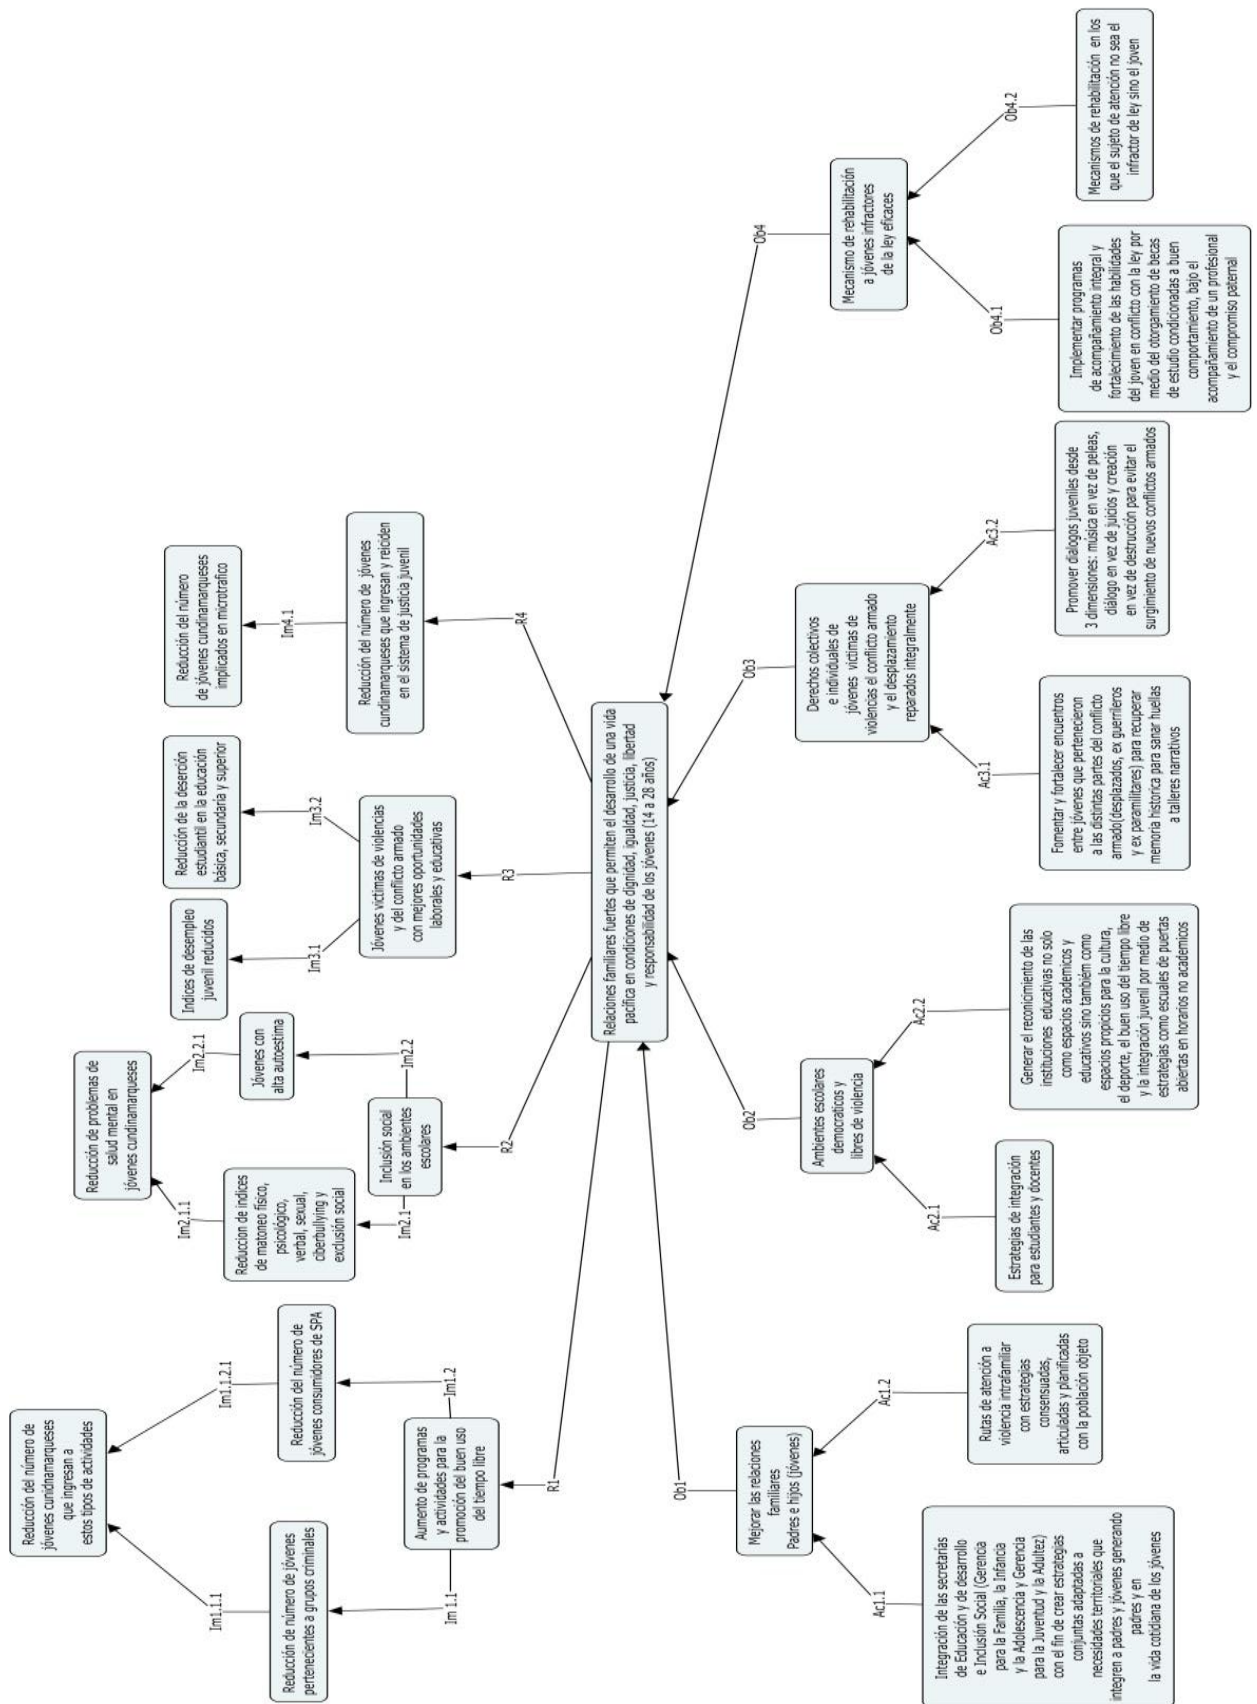 Reducción del número de
jóvenes cunidnamarqueses
que ingresan a
estos tipos de actividades
Im1.1.1
Im1.1.2.1
Reducción de número de jóvenes
pertenecientes a grupos criminales
Reducción del número de
jóvenes consumidores de SPA
Im 1.1
Im1.2
Aumento de programas
y actividades para la
promoción del buen uso
del tiempo libre
R1
Reducción de problemas de
salud mental en
jóvenes cundinamarqueses
Im2.1.1
Im2.2.1
Reduccion de indices
de matoneo físico,
psicológico,
verbal, sexual,
ciberbullying y
exclusión social
Jóvenes con
alta autoestima
Im2.1
Im2.2
Inclusión social
en los ambientes
escolares
R2
Indices de desempleo
juvenil reducidos
Reducción de la deserción
estudiantil en la educación
básica, secundaría y superior
Im3.1
Im3.2
Jóvenes victimas de violencias
y del conflicto armado
con mejores oportunidades
laborales y educativas
R3
Reducción del número
de jóvenes cundinamarqueses
implicados en microtrafico
Im4.1
Reducción del número de jóvenes
cundinamarqueses que ingresan y reiciden
en el sistema de justicia juvenil
R4
Relaciones familiares fuertes que permiten el desarrollo de una vida
pacifica en condiciones de dignidad, igualdad, justicia, libertad
y responsabilidad de los jóvenes (14 a 28 años)
Ob1
Mejorar las relaciones
familiares
Padres e hijos (jóvenes)
Ac1.1
Ac1.2
Integración de las secretarías
de Educación y de desarrollo
e Inclusión Social (Gerencia
para la Familia, la Infancia
y la Adolescencia y Gerencia
para la Juventud y la Adultez)
con el fin de crear estrategias
conjuntas adaptadas a
necesidades territoriales que
integren a padres y jóvenes generando
padres y en
la vida cotidiana de los jóvenes
Rutas de atención a
violencia intrafamiliar
con estrategias
consensuadas,
articuladas y planificadas
con la población objeto
Ob2
Ambientes escolares
democraticos y
libres de violencia
Ac2.1
Ac2.2
Estrategias de integración
para estudiantes y docentes
Generar el reconicimiento de las
instituciones educativas no solo
como espacios academicos y
educativos sino también como
espacios propicios para la cultura,
el deporte, el buen uso del tiempo libre
y la integración juvenil por medio de
estrategias como escuales de puertas
abiertas en horarios no academicos
Ob3
Derechos colectivos
e individuales de
jóvenes victimas de
violencias el conflicto armado
y el desplazamiento
reparados integralmente
Ac3.1
Ac3.2
Fomentar y fortalecer encuentros
entre jóvenes que pertenecieron
a las distintas partes del conflicto
armado(desplazados, ex guerrileros
y ex paramilitares) para recuperar
memoria historica para sanar huellas
a talleres narrativos
Promover dialogos juveniles desde
3 dimensiones: música en vez de peleas,
diálogo en vez de juicios y creación
en vez de destrucción para evitar el
surgimiento de nuevos conflictos armados
Ob4
Mecanismo de rehabilitación
a jóvenes infractores
de la ley eficaces
Ob4.1
Ob4.2
Implementar programas
de acompañamiento integral y
fortalecimiento de las habilidades
del joven en conflicto con la ley por
medio del otorgamiento de becas
de estudio condicionadas a buen
comportamiento, bajo el
acompañamiento de un profesional
y el compromiso paternal
Mecanismos de rehabilitación en los
que el sujeto de atención no sea el
infractor de ley sino el joven